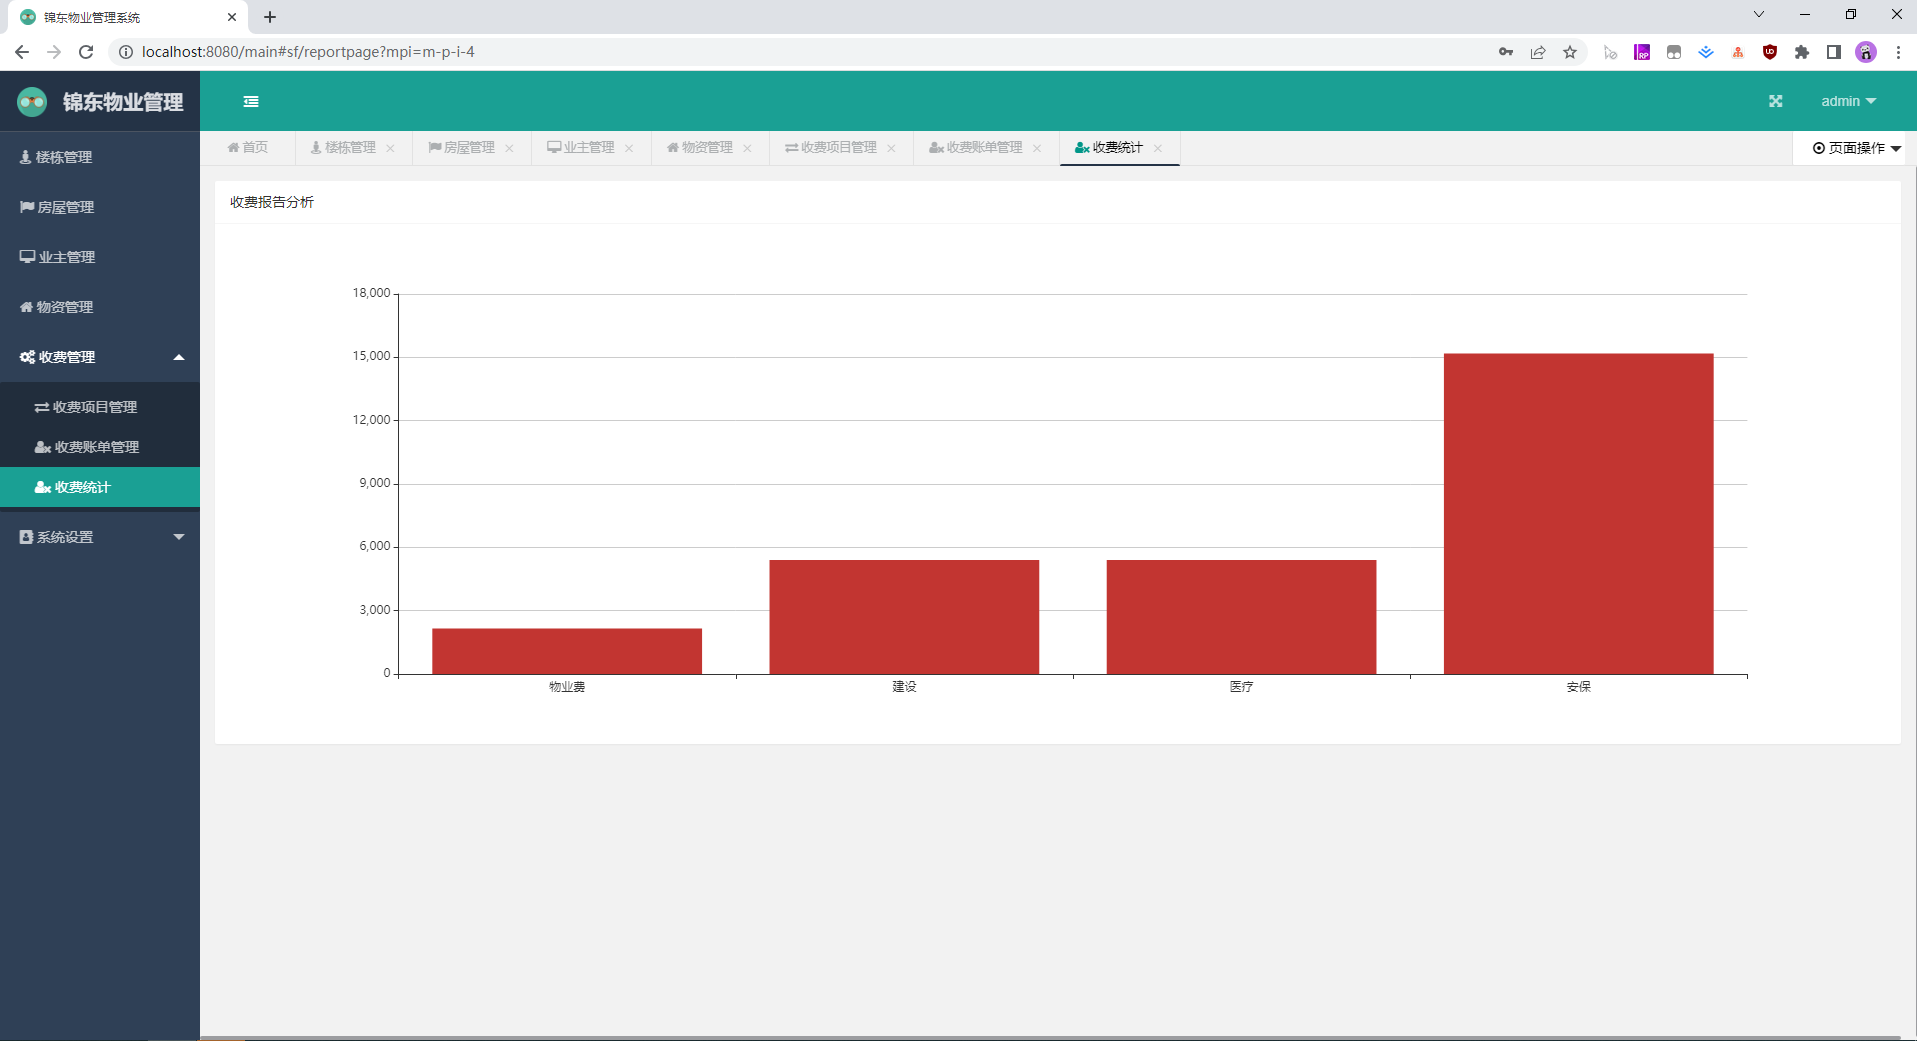 锦东物业管理系统
localhost:8080/main#sf/reportpage?mpi=m-p-i-4
锦东物业管理
admin
首页
楼栋管理
房屋管理
业主管理
物资管理
收费项目管理
收费账单管理
收费统计
页面操作
楼栋管理
房屋管理
业主管理
物资管理
收费管理
收费项目管理
收费账单管理
收费统计
系统设置
收费报告分析
18,000
15,000
12,000
9,000
6,000
3,000
0
物业费
建设
医疗
安保